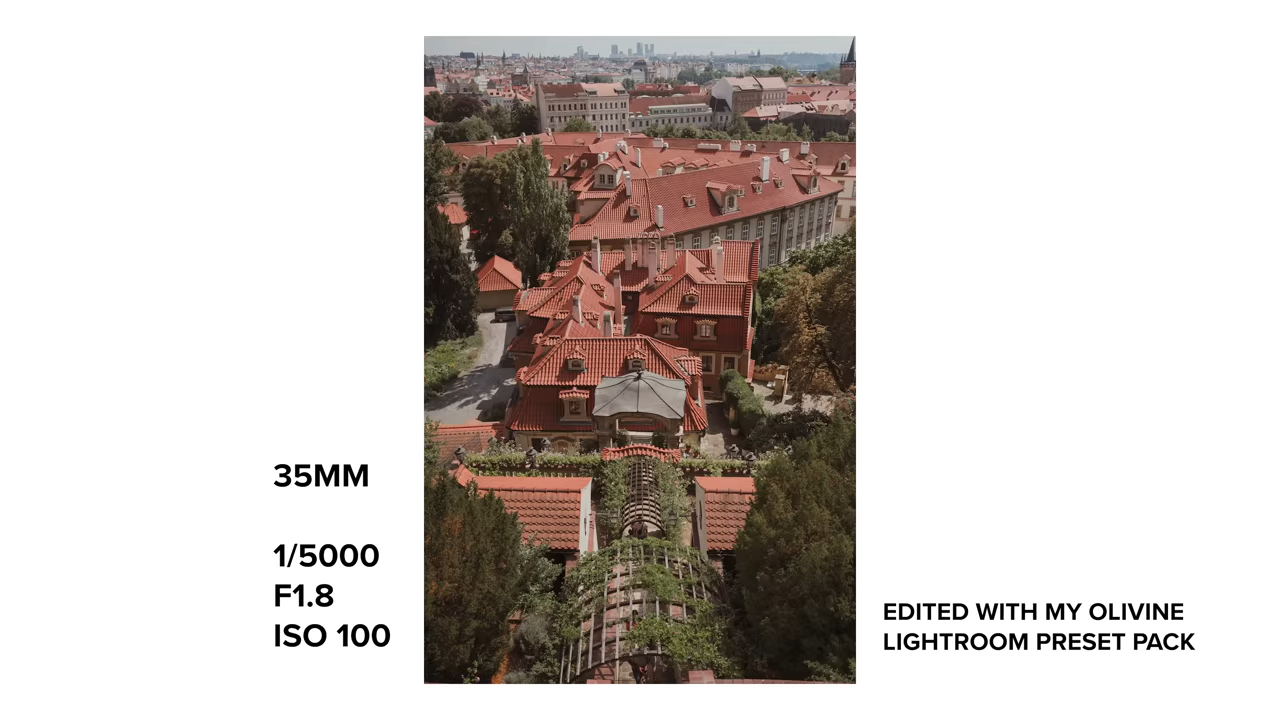 35MM
1/5000
F1.8
ISO 100
EDITED WITH MY OLIVINE
LIGHTROOM PRESET PACK